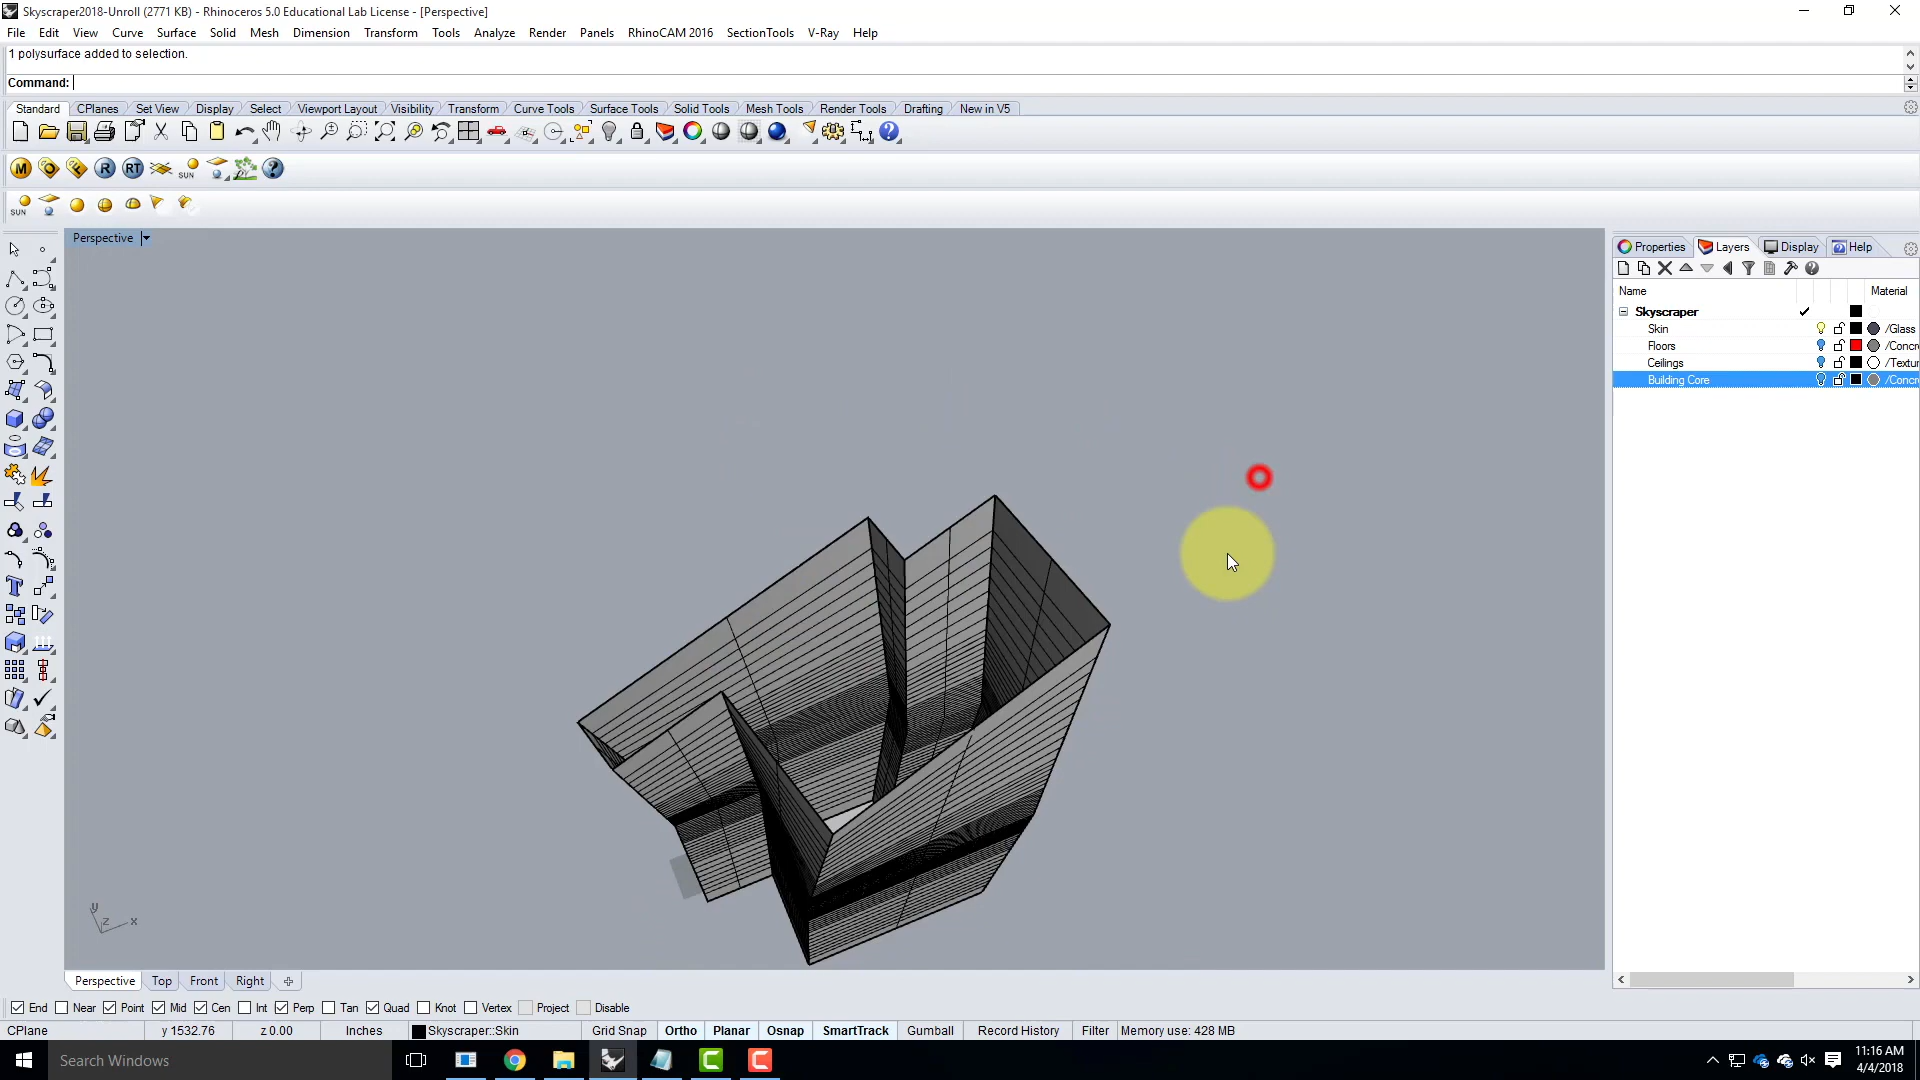 Skyscraper2018-Unroll (2771 KB) - Rhinoceros 5.0 Educational Lab License - [Perspective]
File Edit View Curve Surface Solid Mesh Dimension Transform Tools Analyze Render Panels RhinoCAM 2016 SectionTools V-Ray Help
1 polysurface added to selection.
Command:
Standard CPlanes Set View Display Select Viewport Layout Visibility Transform Curve Tools Surface Tools Solid Tools Mesh Tools Render Tools Drafting New in V5
M O F R RT SUN
SUN
Perspective
Properties Layers Display Help
Name Material
Skyscraper
Skin /Glass
Floors /Concr
Ceilings /Textur
Building Core /Concr
y z x
Perspective Top Front Right
End Near Point Mid Cen Int Perp Tan Quad Knot Vertex Project Disable
CPlane y 1532.76 z 0.00 Inches Skyscraper::Skin Grid Snap Ortho Planar Osnap SmartTrack Gumball Record History Filter Memory use: 428 MB
Search Windows
11:16 AM
4/4/2018